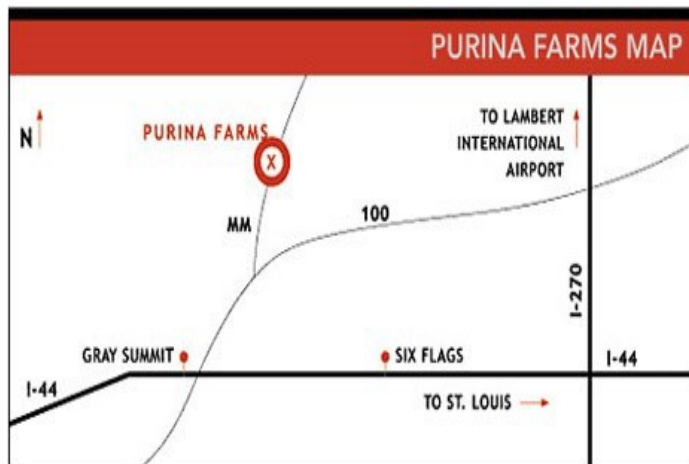 PURINA FARMS MAP
N
PURINA FARMS
X
TO LAMBERT
INTERNATIONAL
AIRPORT
MM
100
I-270
GRAY SUMMIT
SIX FLAGS
I-44
I-44
TO ST. LOUIS